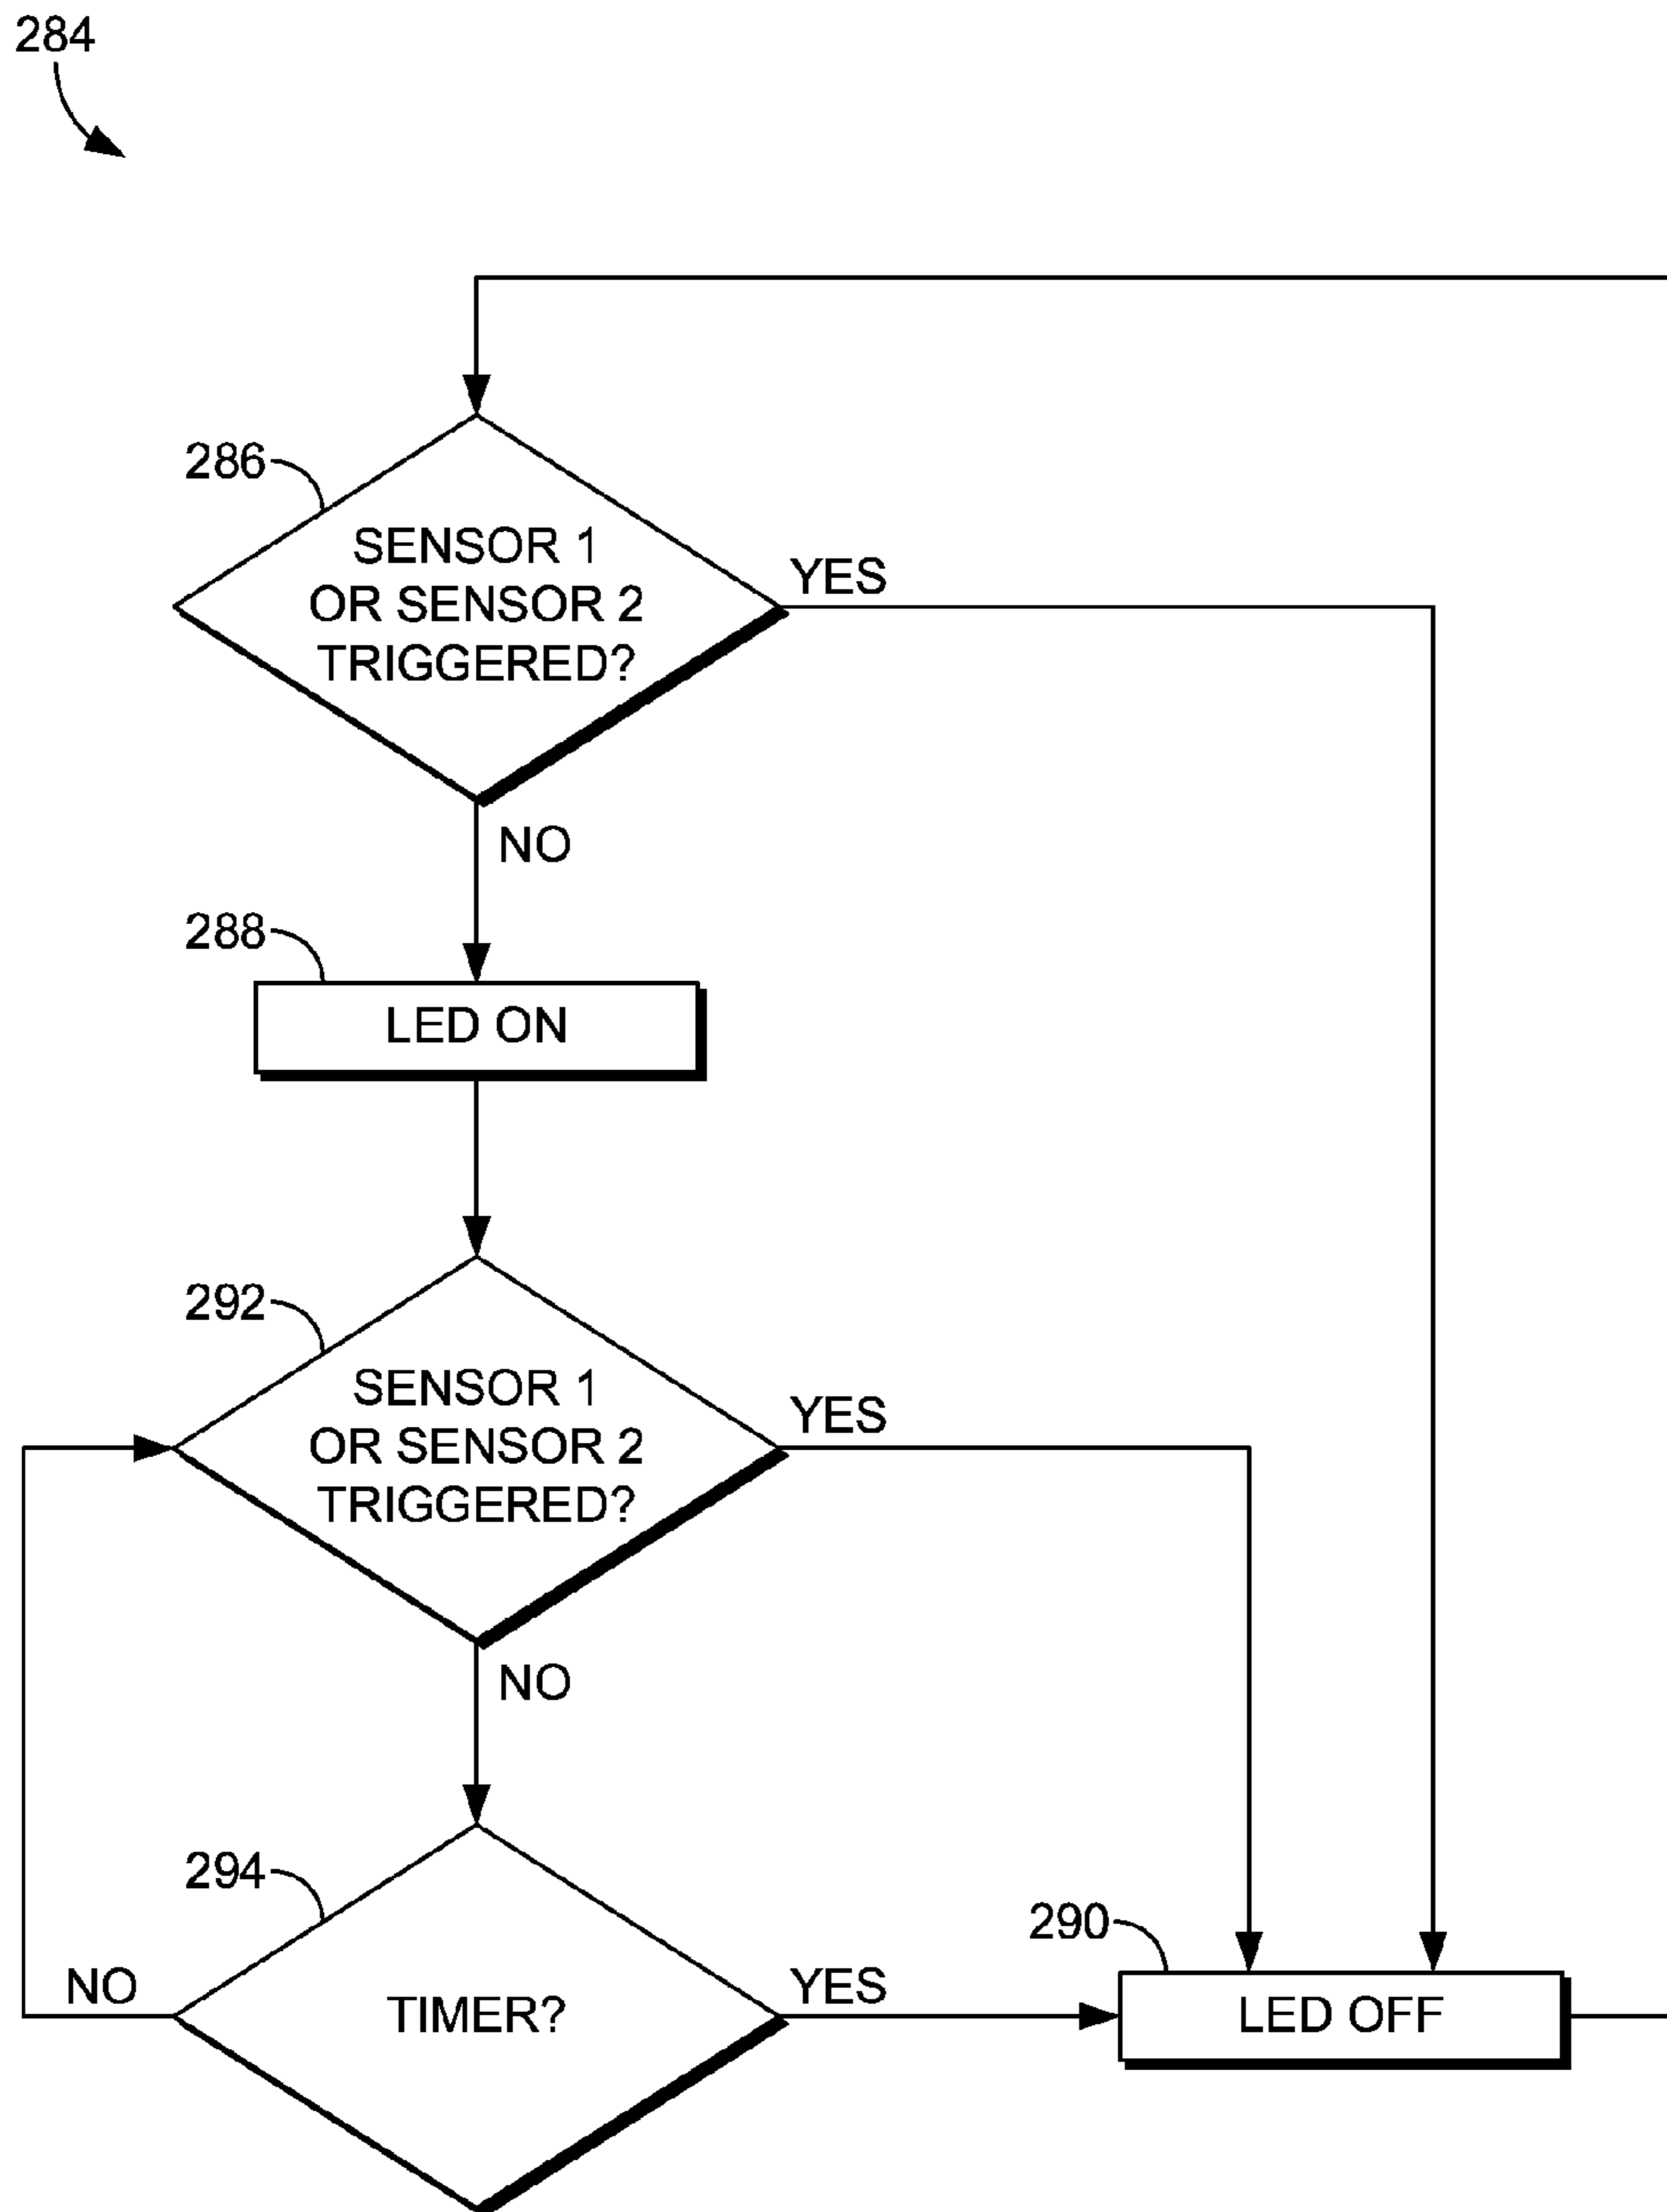 284
286
SENSOR 1
OR SENSOR 2
TRIGGERED?
YES
NO
288
LED ON
292
SENSOR 1
OR SENSOR 2
TRIGGERED?
YES
NO
294
NO
TIMER?
YES
290
LED OFF